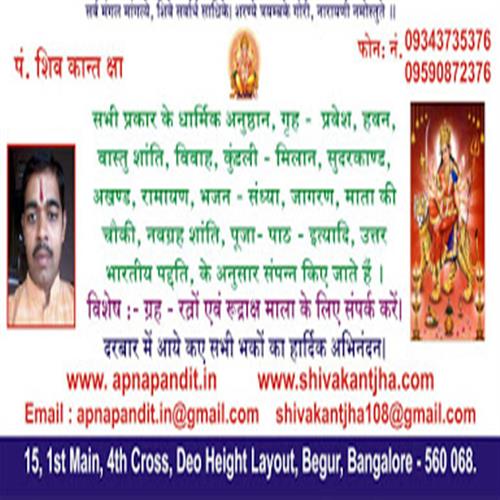 सर्व मंगल मांगल्ये, शिवे सर्वार्थ साधिके। शरण्ये त्रयम्बके गौरी, नारायणी नमोस्तुते ॥
पं. शिव कान्त क्षा
फोन: नं. 09343735376
09590872376
सभी प्रकार के धार्मिक अनुष्ठान, गृह - प्रवेश, हवन,
वास्तु शांति, विवाह, कुंडली - मिलान, सुदरकाण्ड,
अखण्ड, रामायण, भजन - संध्या, जागरण, माता की
चौकी, नवग्रह शांति, पूजा- पाठ - इत्यादि, उत्तर
भारतीय पद्दति, के अनुसार संपन्न किए जाते हैं ।
विशेष :- ग्रह - रत्नों एवं रूद्राक्ष माला के लिए संपर्क करें।
दरबार में आये कए सभी भकों का हार्दिक अभिनंदन।
www. apnapandit.in www.shivakantjha.com
Email : apnapandit.in@gmail.com shivakantjha108@gmail.com
15, 1st Main, 4th Cross, Deo Height Layout, Begur, Bangalore - 560 068.